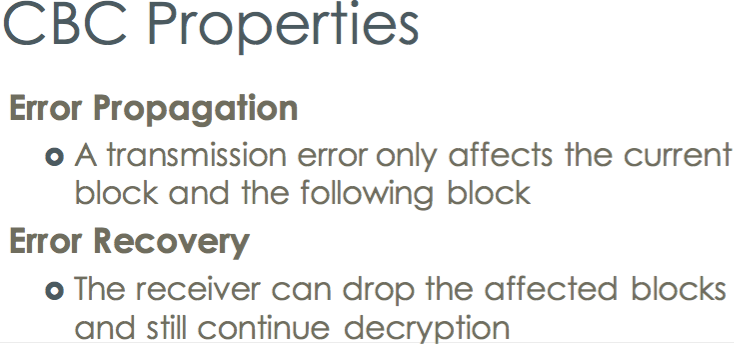 CBC Properties
Error Propagation
A transmission error only affects the current
block and the following block
Error Recovery
The receiver can drop the affected blocks
and still continue decryption